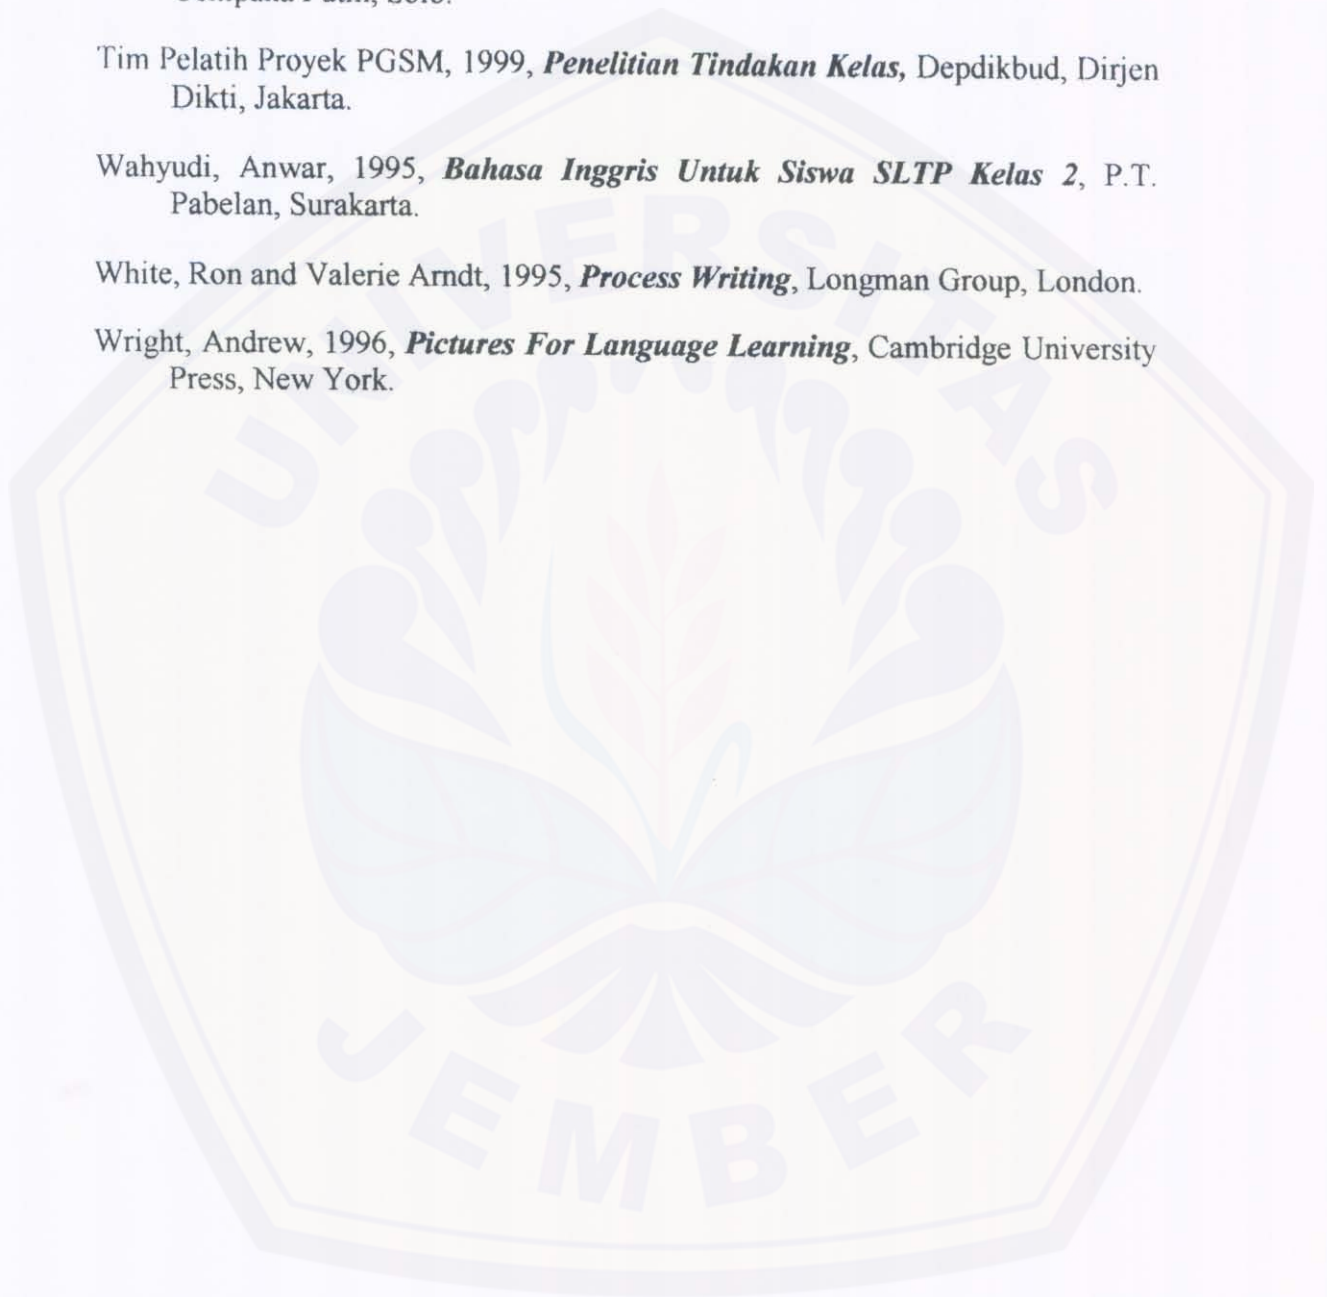 Tim Pelatih Proyek PGSM, 1999, Penelitian Tindakan Kelas, Depdikbud, Dirjen
Dikti, Jakarta.
Wahyudi, Anwar, 1995, Bahasa Inggris Untuk Siswa SLTP Kelas 2, P.T.
Pabelan, Surakarta.
White, Ron and Valerie Arndt, 1995, Process Writing, Longman Group, London.
Wright, Andrew, 1996, Pictures For Language Learning, Cambridge University
Press, New York.
UNIVERSITAS
JEMBER